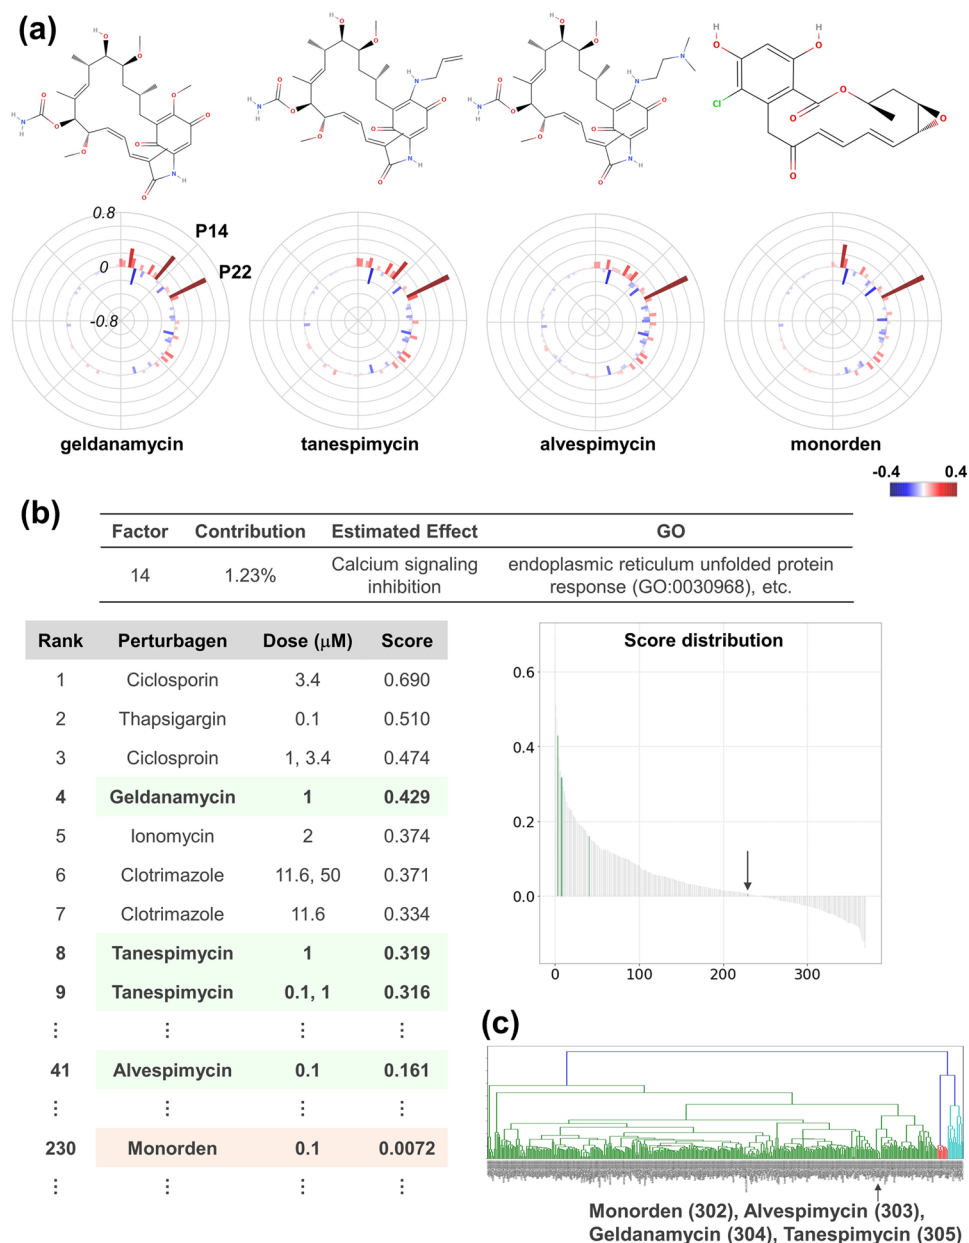 (a)
0.8
0
-0.8
P14
P22
geldanamycin
tanespimycin
alvespimycin
monorden
-0.4 0.4
(b)
Factor Contribution Estimated Effect GO
14 1.23% Calcium signaling inhibition endoplasmic reticulum unfolded protein response (GO:0030968), etc.
Rank Perturbagen Dose (μM) Score
1 Ciclosporin 3.4 0.690
2 Thapsigargin 0.1 0.510
3 Ciclosproin 1, 3.4 0.474
4 Geldanamycin 1 0.429
5 Ionomycin 2 0.374
6 Clotrimazole 11.6, 50 0.371
7 Clotrimazole 11.6 0.334
8 Tanespimycin 1 0.319
9 Tanespimycin 0.1, 1 0.316
⋮ ⋮ ⋮ ⋮
41 Alvespimycin 0.1 0.161
⋮ ⋮ ⋮ ⋮
230 Monorden 0.1 0.0072
⋮ ⋮ ⋮ ⋮
Score distribution
0.6
0.4
0.2
0.0
0 100 200 300
(c)
Monorden (302), Alvespimycin (303),
Geldanamycin (304), Tanespimycin (305)